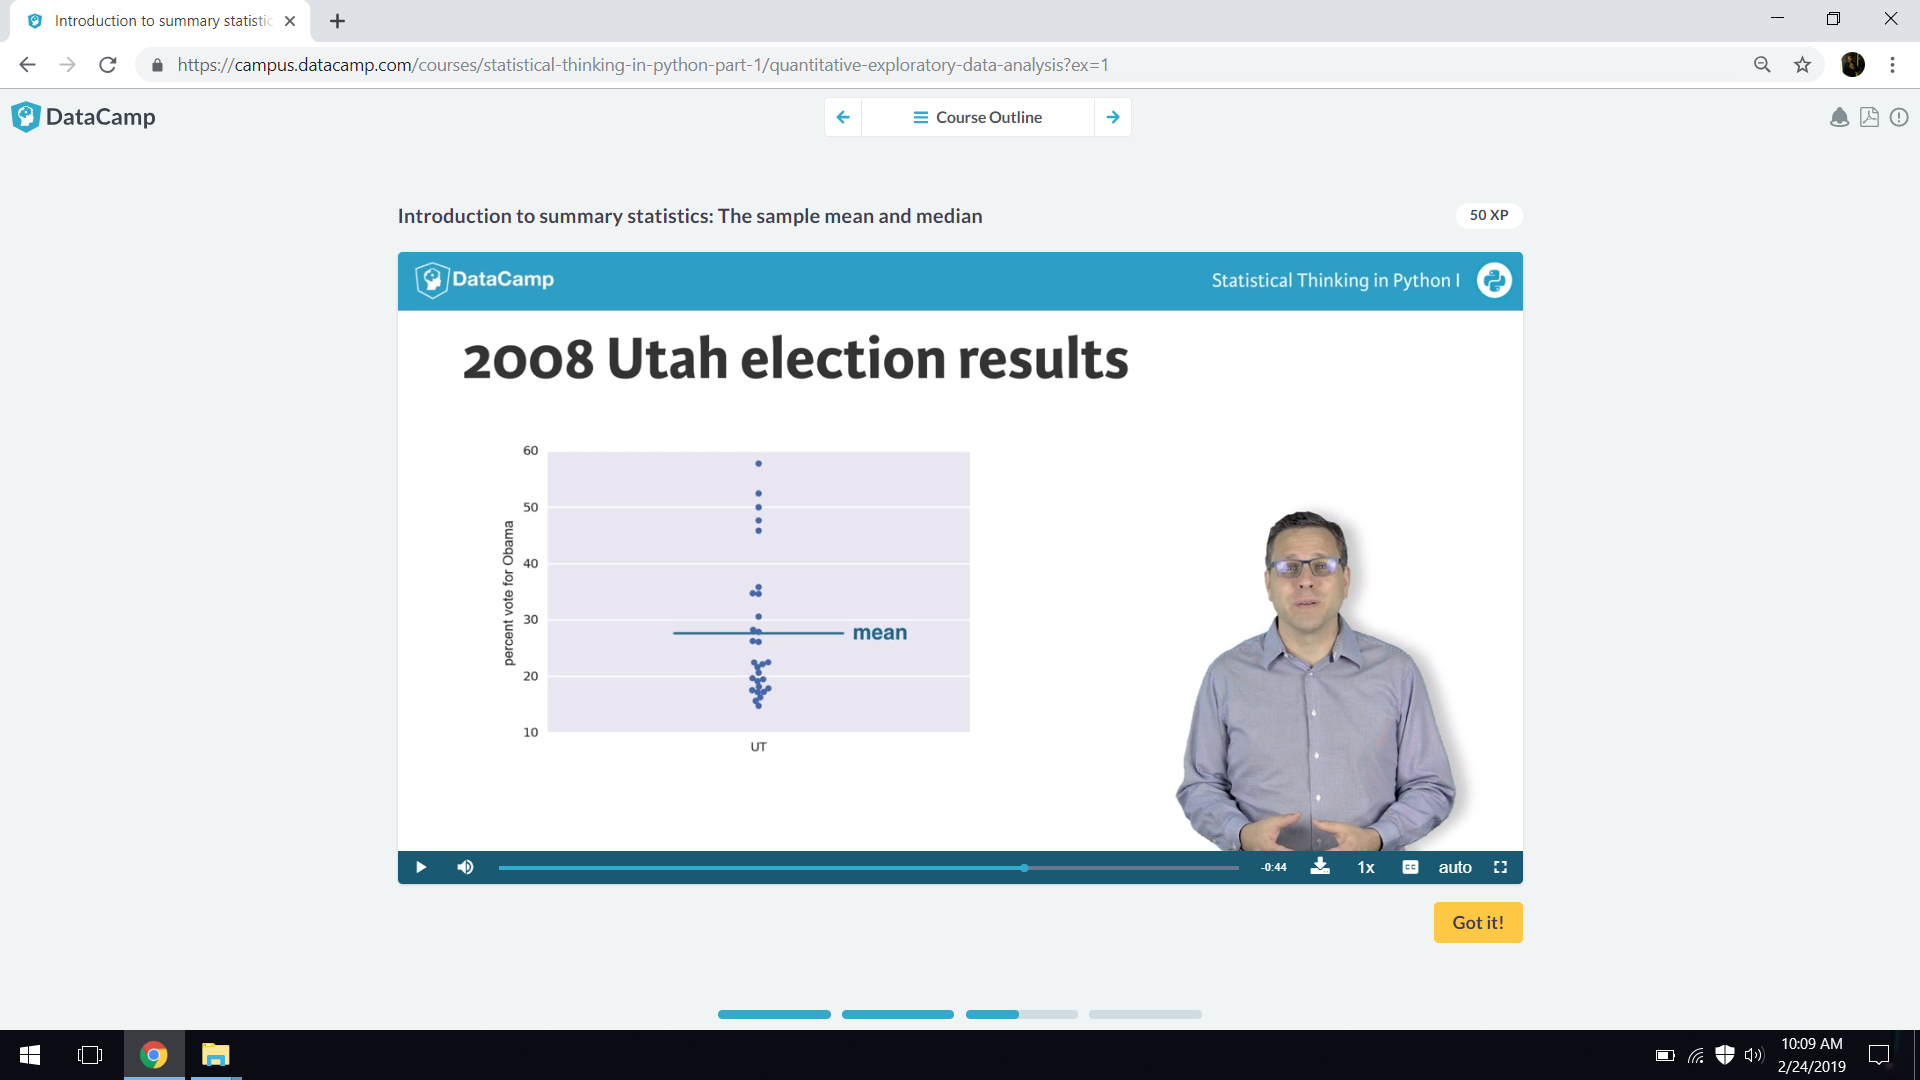 Introduction to summary statistic
https://campus.datacamp.com/courses/statistical-thinking-in-python-part-1/quantitative-exploratory-data-analysis?ex=1
DataCamp
Course Outline
Introduction to summary statistics: The sample mean and median
50 XP
DataCamp
Statistical Thinking in Python I
2008 Utah election results
60
50
40
30
20
10
percent vote for Obama
mean
UT
-0:44
1x
cc
auto
Got it!
10:09 AM
2/24/2019